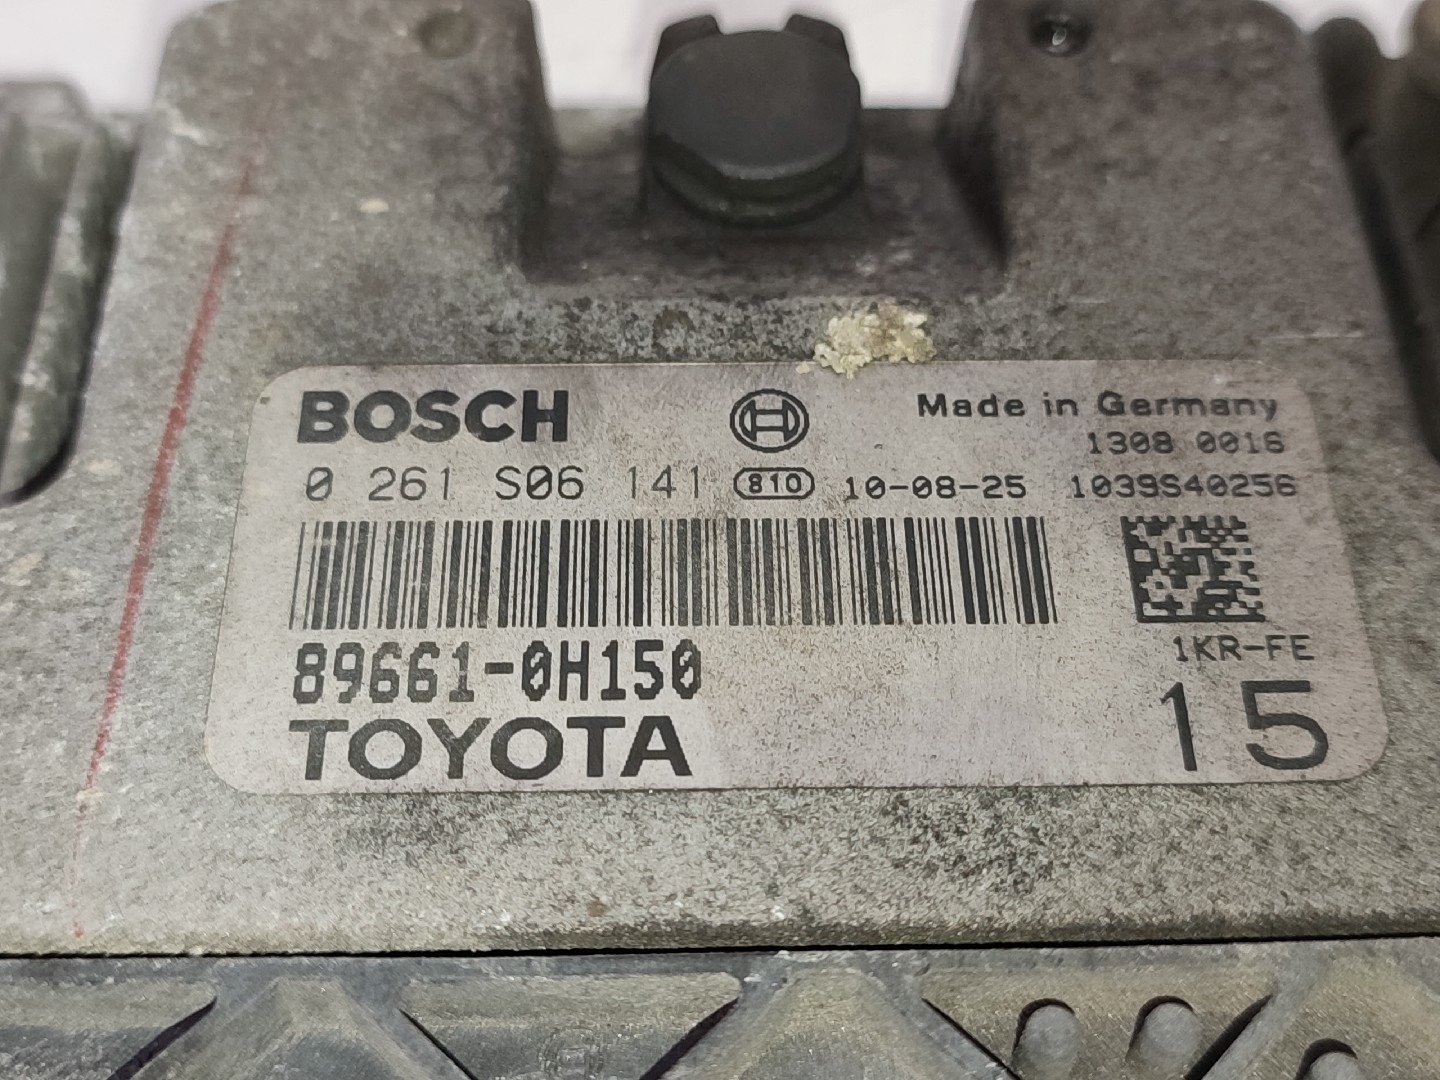 BOSCH
Made in Germany
1308 0016
0 261 S06 141 810 10-08-25 1039S40256
89661-0H150
1KR-FE
TOYOTA
15